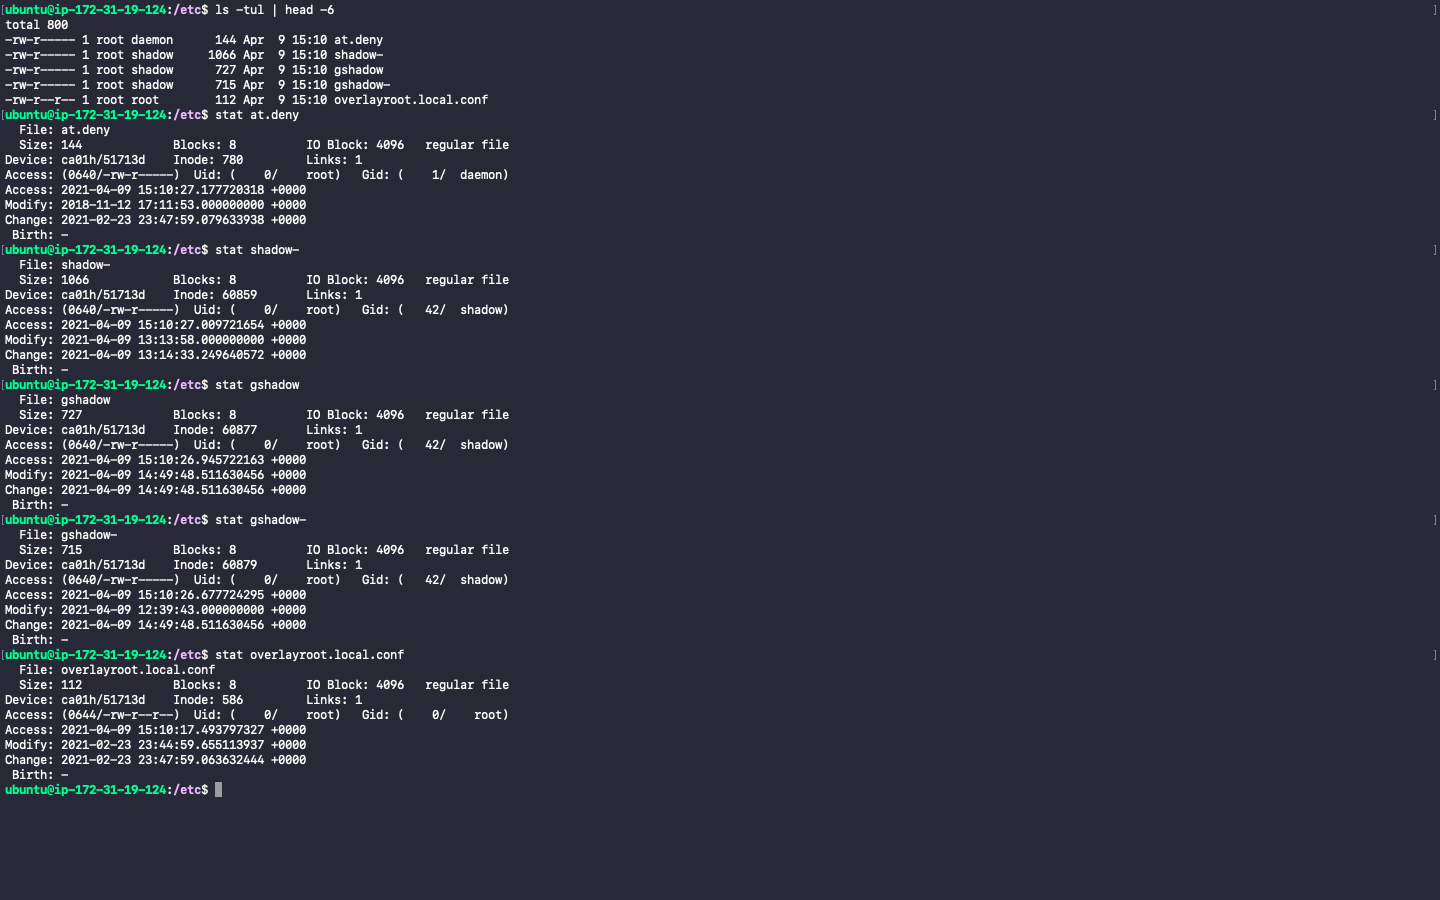 [ubuntu@ip-172-31-19-124:/etc$ ls -tul | head -6 ]
total 800
-rw-r----- 1 root daemon      144 Apr  9 15:10 at.deny
-rw-r----- 1 root shadow     1066 Apr  9 15:10 shadow-
-rw-r----- 1 root shadow      727 Apr  9 15:10 gshadow
-rw-r----- 1 root shadow      715 Apr  9 15:10 gshadow-
-rw-r--r-- 1 root root        112 Apr  9 15:10 overlayroot.local.conf
[ubuntu@ip-172-31-19-124:/etc$ stat at.deny ]
  File: at.deny
  Size: 144             Blocks: 8          IO Block: 4096   regular file
Device: ca01h/51713d    Inode: 780         Links: 1
Access: (0640/-rw-r-----)  Uid: (    0/    root)   Gid: (    1/  daemon)
Access: 2021-04-09 15:10:27.177720318 +0000
Modify: 2018-11-12 17:11:53.000000000 +0000
Change: 2021-02-23 23:47:59.079633938 +0000
 Birth: -
[ubuntu@ip-172-31-19-124:/etc$ stat shadow- ]
  File: shadow-
  Size: 1066            Blocks: 8          IO Block: 4096   regular file
Device: ca01h/51713d    Inode: 60859       Links: 1
Access: (0640/-rw-r-----)  Uid: (    0/    root)   Gid: (   42/  shadow)
Access: 2021-04-09 15:10:27.009721654 +0000
Modify: 2021-04-09 13:13:58.000000000 +0000
Change: 2021-04-09 13:14:33.249640572 +0000
 Birth: -
[ubuntu@ip-172-31-19-124:/etc$ stat gshadow ]
  File: gshadow
  Size: 727             Blocks: 8          IO Block: 4096   regular file
Device: ca01h/51713d    Inode: 60877       Links: 1
Access: (0640/-rw-r-----)  Uid: (    0/    root)   Gid: (   42/  shadow)
Access: 2021-04-09 15:10:26.945722163 +0000
Modify: 2021-04-09 14:49:48.511630456 +0000
Change: 2021-04-09 14:49:48.511630456 +0000
 Birth: -
[ubuntu@ip-172-31-19-124:/etc$ stat gshadow- ]
  File: gshadow-
  Size: 715             Blocks: 8          IO Block: 4096   regular file
Device: ca01h/51713d    Inode: 60879       Links: 1
Access: (0640/-rw-r-----)  Uid: (    0/    root)   Gid: (   42/  shadow)
Access: 2021-04-09 15:10:26.677724295 +0000
Modify: 2021-04-09 12:39:43.000000000 +0000
Change: 2021-04-09 14:49:48.511630456 +0000
 Birth: -
[ubuntu@ip-172-31-19-124:/etc$ stat overlayroot.local.conf ]
  File: overlayroot.local.conf
  Size: 112             Blocks: 8          IO Block: 4096   regular file
Device: ca01h/51713d    Inode: 586         Links: 1
Access: (0644/-rw-r--r--)  Uid: (    0/    root)   Gid: (    0/    root)
Access: 2021-04-09 15:10:17.493797327 +0000
Modify: 2021-02-23 23:44:59.655113937 +0000
Change: 2021-02-23 23:47:59.063632444 +0000
 Birth: -
ubuntu@ip-172-31-19-124:/etc$